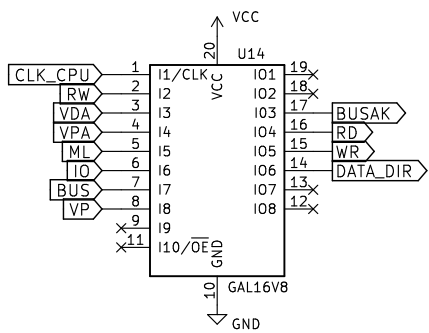 VCC
20
U14
CLK_CPU 1 I1/CLK VCC IO1 19
RW 2 I2 IO2 18
VDA 3 I3 IO3 17 BUSAK
VPA 4 I4 IO4 16 RD
ML 5 I5 IO5 15 WR
IO 6 I6 IO6 14 DATA_DIR
BUS 7 I7 IO7 13
VP 8 I8 IO8 12
9 I9
11 I10/OE GND
10
GAL16V8
GND